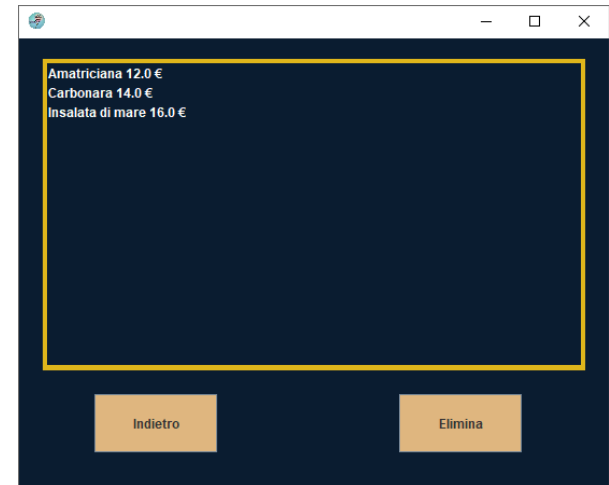 Amatriciana 12.0 €
Carbonara 14.0 €
Insalata di mare 16.0 €
Indietro
Elimina